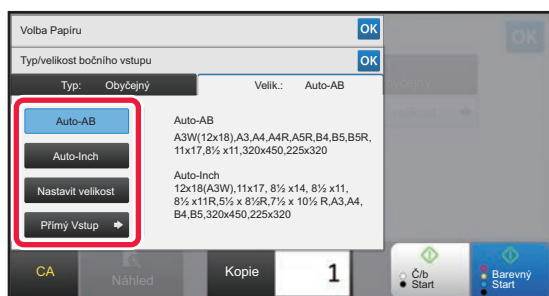 Volba Papíru
OK
Typ/velikost bočního vstupu
OK
Typ: Obyčejný
Velik.: Auto-AB
Auto-AB
Auto-Inch
Nastavit velikost
Přímý Vstup
Auto-AB
A3W(12x18),A3,A4,A4R,A5R,B4,B5,B5R,
11x17,8½ x11,320x450,225x320
Auto-Inch
12x18(A3W),11x17, 8½ x14, 8½ x11,
8½ x11R,5½ x 8½R,7½ x 10½ R,A3,A4,
B4,B5,320x450,225x320
OK
CA
Náhled
Kopie
1
Č/b
Start
Barevný
Start